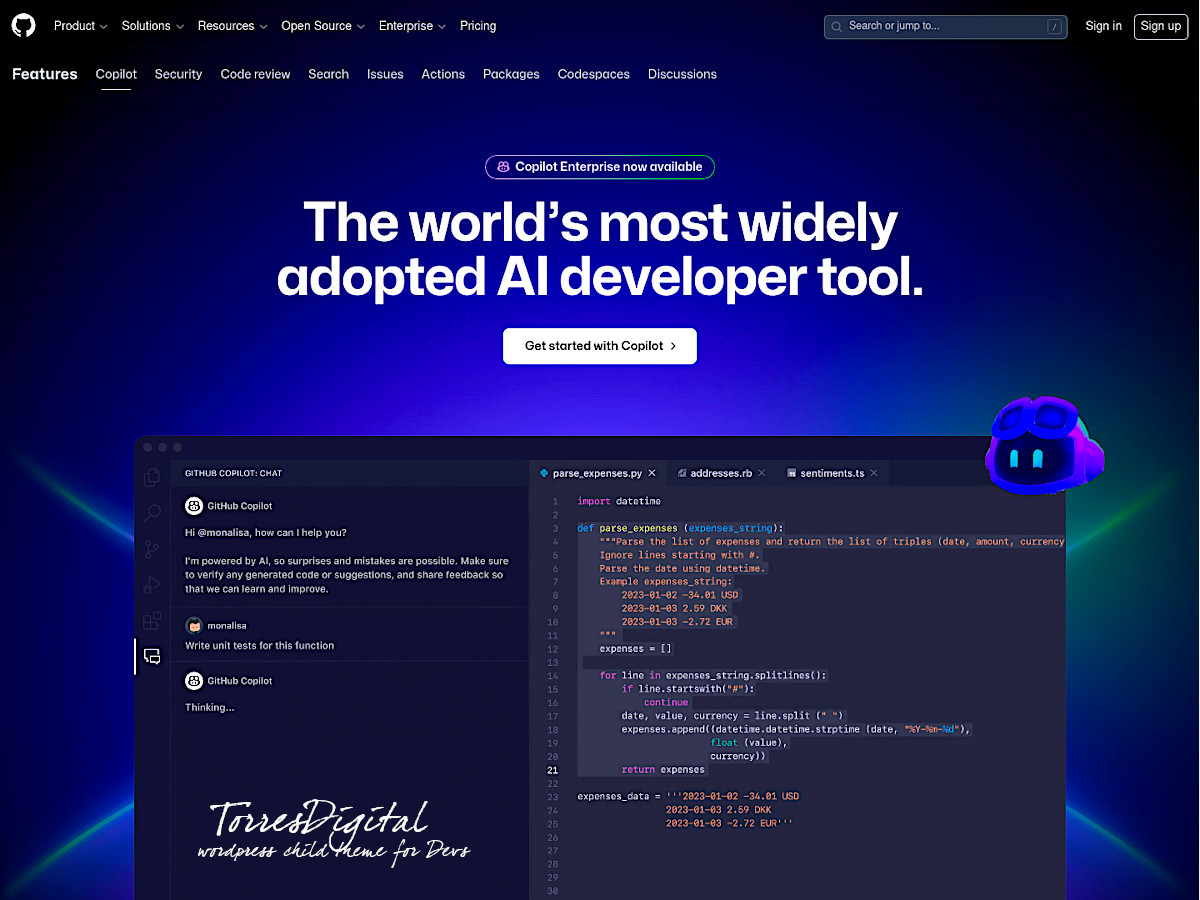 Product Solutions Resources Open Source Enterprise Pricing Search or jump to... / Sign in Sign up
Features Copilot Security Code review Search Issues Actions Packages Codespaces Discussions
Copilot Enterprise now available
The world's most widely
adopted AI developer tool.
Get started with Copilot
GITHUB COPILOT: CHAT
GitHub Copilot
Hi @monalisa, how can I help you?
I'm powered by AI, so surprises and mistakes are possible. Make sure
to verify any generated code or suggestions, and share feedback so
that we can learn and improve.
monalisa
Write unit tests for this function
GitHub Copilot
Thinking...
TorresDigital
wordpress child theme for Devs
parse_expenses.py addresses.rb sentiments.ts
1 import datetime
2
3 def parse_expenses (expenses_string):
4 """Parse the list of expenses and return the list of triples (date, amount, currency
5 Ignore lines starting with #.
6 Parse the date using datetime.
7 Example expenses_string:
8 2023-01-02 -34.01 USD
9 2023-01-03 2.59 DKK
10 2023-01-03 -2.72 EUR
11 """
12 expenses = []
13
14 for line in expenses_string.splitlines():
15 if line.startswith("#"):
16 continue
17 date, value, currency = line.split (" ")
18 expenses.append((datetime.datetime.strptime (date, "%Y-%m-%d"),
19 float (value),
20 currency))
21 return expenses
22
23 expenses_data = '''2023-01-02 -34.01 USD
24 2023-01-03 2.59 DKK
25 2023-01-03 -2.72 EUR'''
26
27
28
29
30